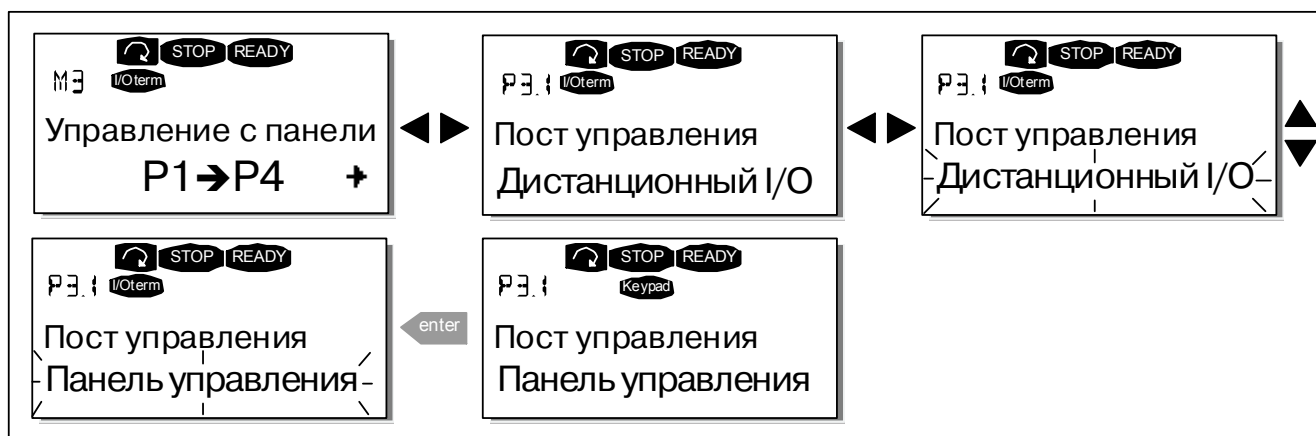 STOP READY
M3 I/Oterm
Управление с панели
P1➔P4
STOP READY
P3.1 I/Oterm
Пост управления
Дистанционный I/O
STOP READY
P3.1 I/Oterm
Пост управления
Дистанционный I/O
STOP READY
P3.1 I/Oterm
Пост управления
Панель управления
enter
STOP READY
P3.1 Keypad
Пост управления
Панель управления